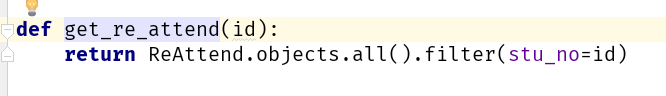 def get_re_attend(id):
    return ReAttend.objects.all().filter(stu_no=id)